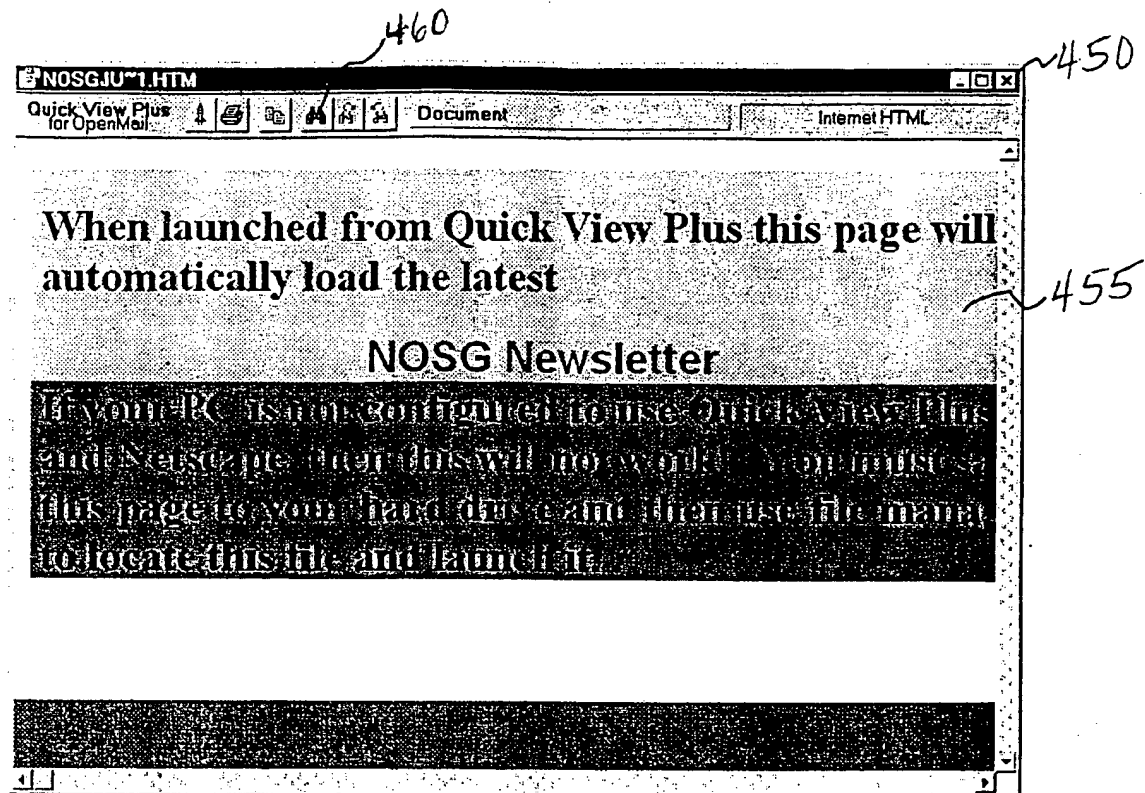 460
450
NOSGJU~1.HTM
Quick View Plus
for OpenMail
Document
Internet HTML
When launched from Quick View Plus this page will
automatically load the latest
455
NOSG Newsletter
If your PC is not configured to use Quick View Plus
and Netscape then this will not work! You must sa
this page to your hard drive and then use file manag
to locate this file and launch it.